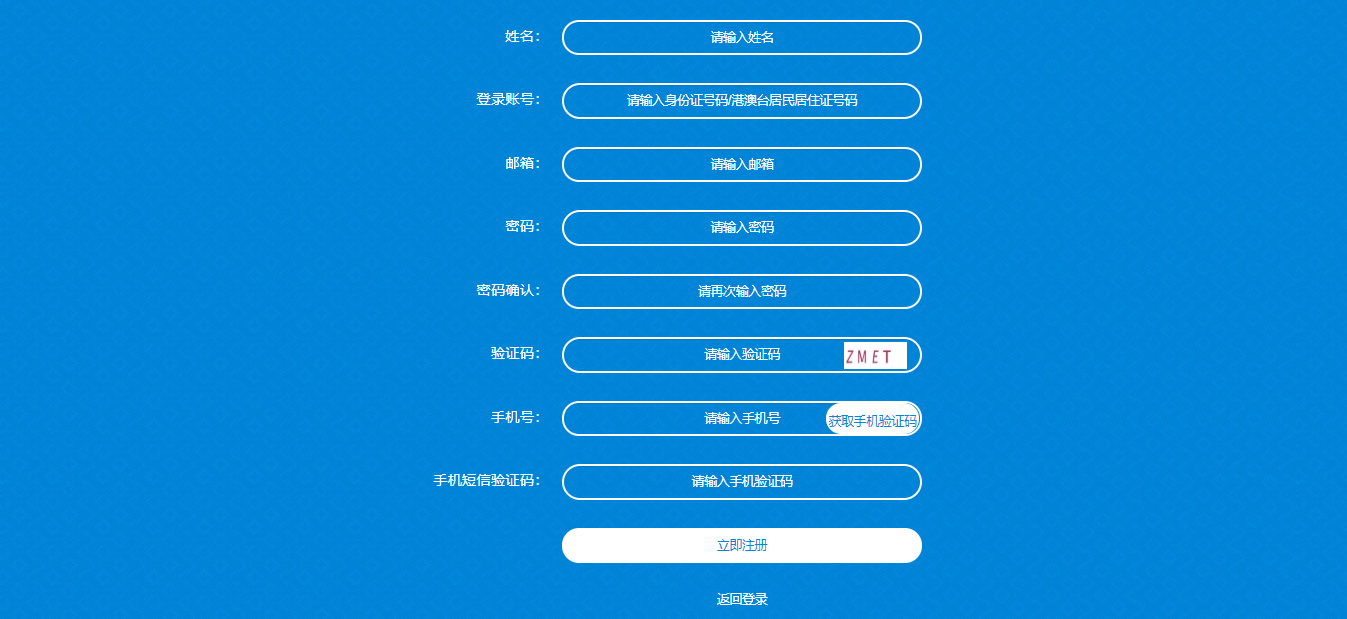 姓名： 请输入姓名
登录账号： 请输入身份证号码/港澳台居民居住证号码
邮箱： 请输入邮箱
密码： 请输入密码
密码确认： 请再次输入密码
验证码： 请输入验证码 ZMET
手机号： 请输入手机号 获取手机验证码
手机短信验证码： 请输入手机验证码
立即注册
返回登录